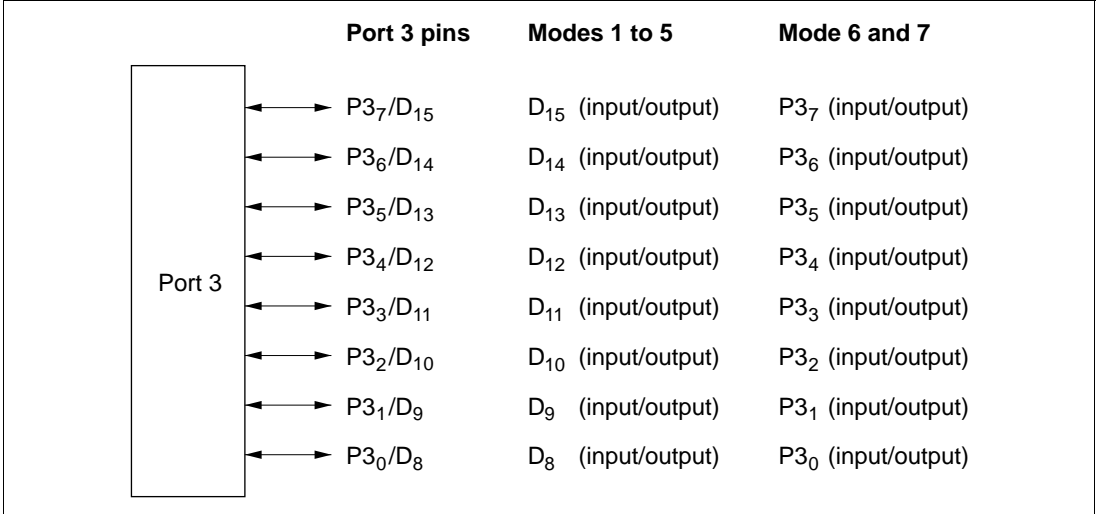 Port 3 pins Modes 1 to 5 Mode 6 and 7
P3₇/D₁₅ D₁₅ (input/output) P3₇ (input/output)
P3₆/D₁₄ D₁₄ (input/output) P3₆ (input/output)
P3₅/D₁₃ D₁₃ (input/output) P3₅ (input/output)
P3₄/D₁₂ D₁₂ (input/output) P3₄ (input/output)
Port 3
P3₃/D₁₁ D₁₁ (input/output) P3₃ (input/output)
P3₂/D₁₀ D₁₀ (input/output) P3₂ (input/output)
P3₁/D₉ D₉ (input/output) P3₁ (input/output)
P3₀/D₈ D₈ (input/output) P3₀ (input/output)